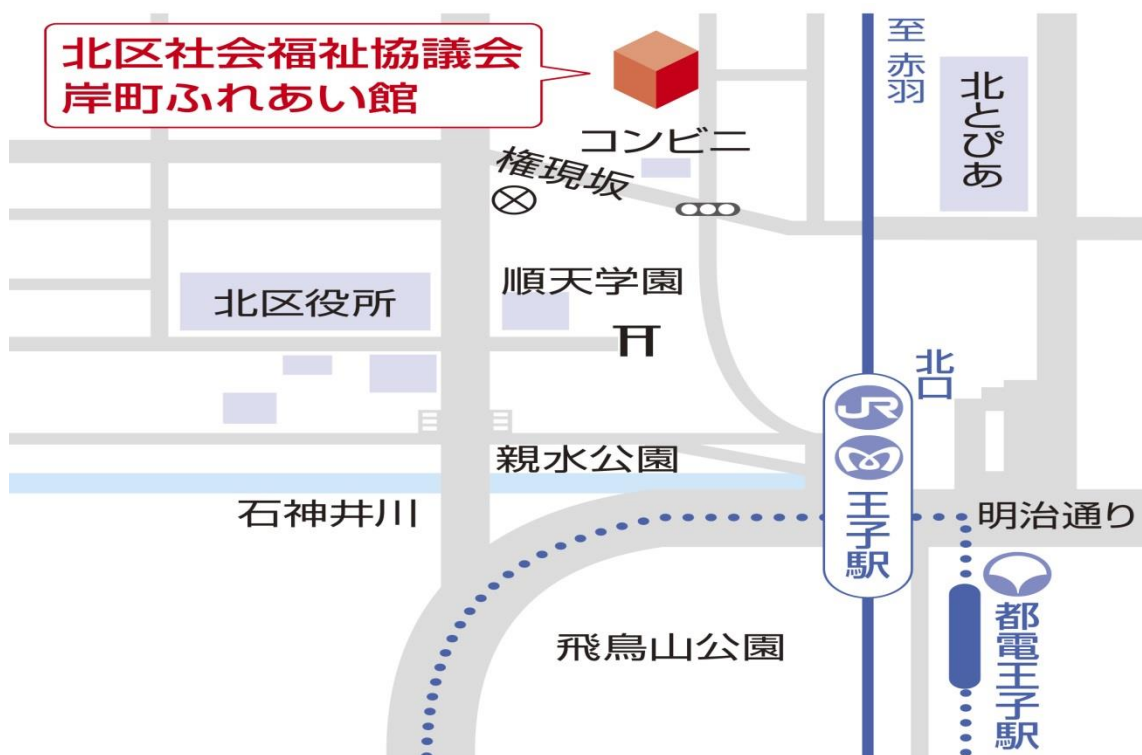 北区社会福祉協議会
岸町ふれあい館
至 赤羽
北とぴあ
コンビニ
権現坂
順天学園
北区役所
北口
JR
親水公園
石神井川
王子駅
明治通り
飛鳥山公園
都電王子駅